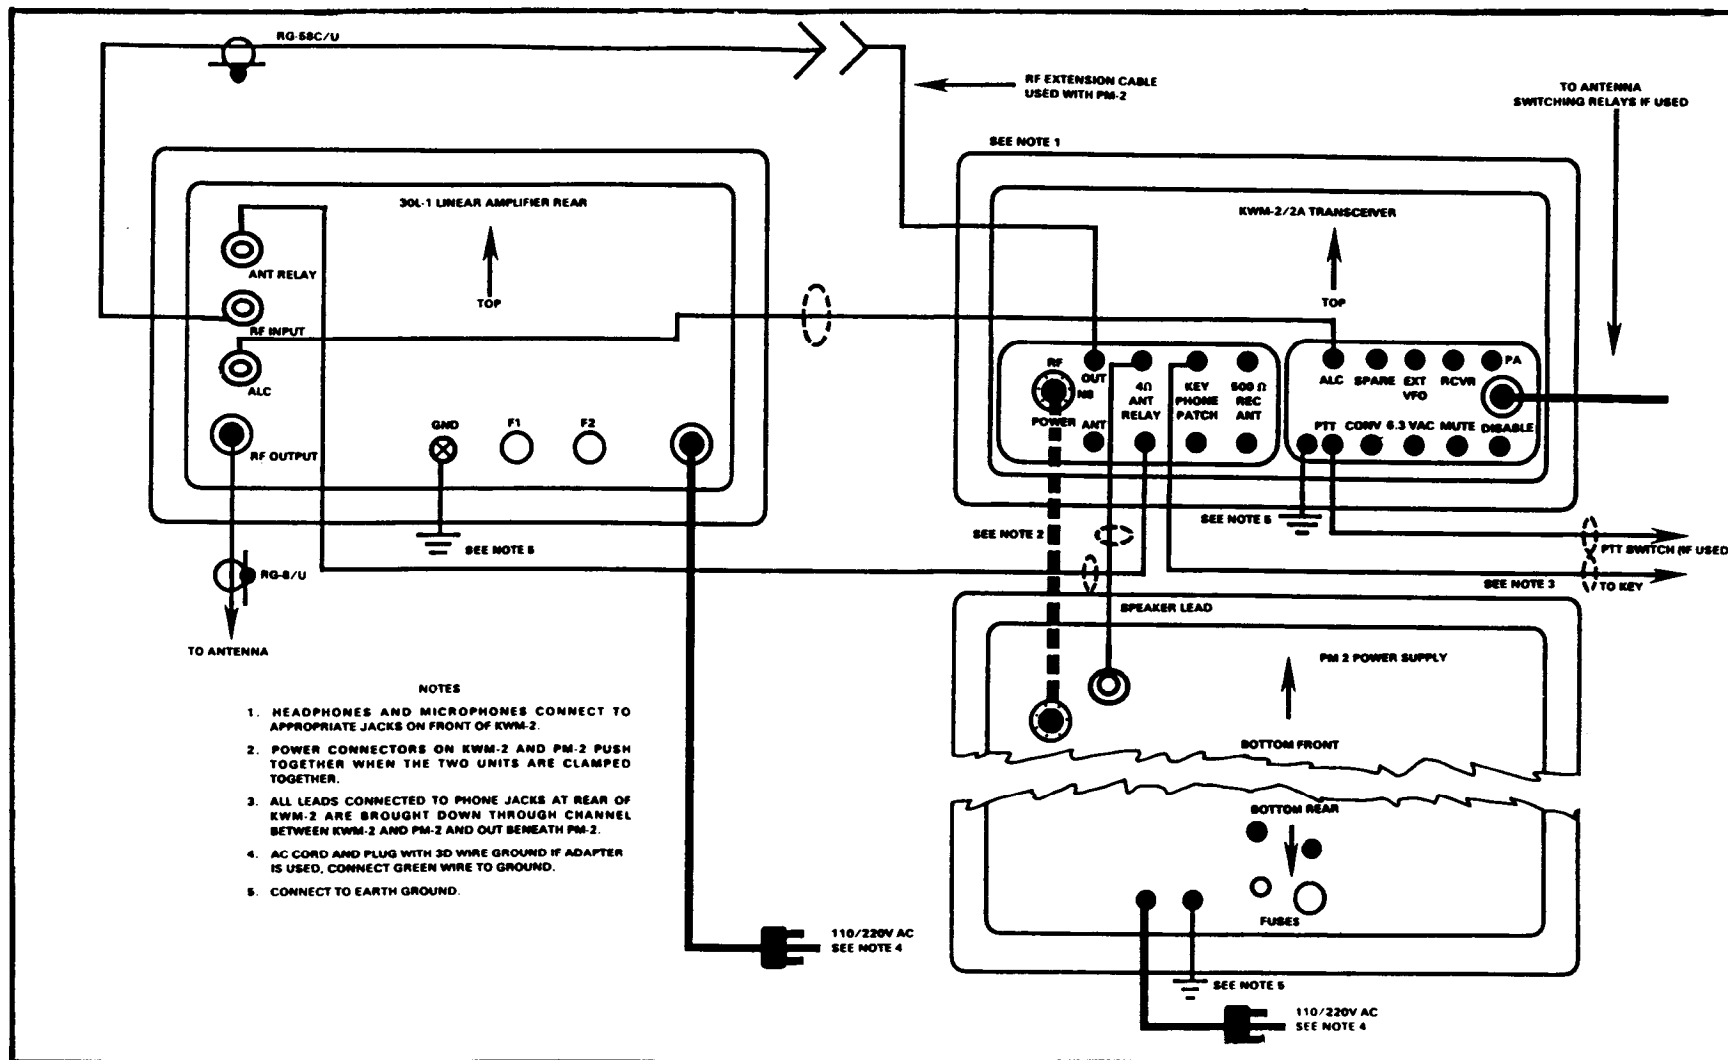 RG-58C/U
RF EXTENSION CABLE
USED WITH PM-2
TO ANTENNA
SWITCHING RELAYS IF USED
SEE NOTE 1
30L-1 LINEAR AMPLIFIER REAR
KWM-2/2A TRANSCEIVER
ANT RELAY
TOP
TOP
RF INPUT
ALC
RF
OUT
NB
POWER
ANT
4Ω
ANT
RELAY
KEY
PHONE
PATCH
500 Ω
REC
ANT
ALC
SPARE
EXT
VFO
RCVR
PA
PTT
CONV
6.3 VAC
MUTE
DISABLE
GND
F1
F2
RF OUTPUT
SEE NOTE 5
SEE NOTE 2
SEE NOTE 5
PTT SWITCH (IF USED
RG-8/U
SEE NOTE 3
TO KEY
SPEAKER LEAD
TO ANTENNA
PM 2 POWER SUPPLY
BOTTOM FRONT
NOTES
1. HEADPHONES AND MICROPHONES CONNECT TO
APPROPRIATE JACKS ON FRONT OF KWM-2.
2. POWER CONNECTORS ON KWM-2 AND PM-2 PUSH
TOGETHER WHEN THE TWO UNITS ARE CLAMPED
TOGETHER.
3. ALL LEADS CONNECTED TO PHONE JACKS AT REAR OF
KWM-2 ARE BROUGHT DOWN THROUGH CHANNEL
BETWEEN KWM-2 AND PM-2 AND OUT BENEATH PM-2.
4. AC CORD AND PLUG WITH 3D WIRE GROUND IF ADAPTER
IS USED, CONNECT GREEN WIRE TO GROUND.
5. CONNECT TO EARTH GROUND.
BOTTOM REAR
FUSES
110/220V AC
SEE NOTE 4
SEE NOTE 5
110/220V AC
SEE NOTE 4